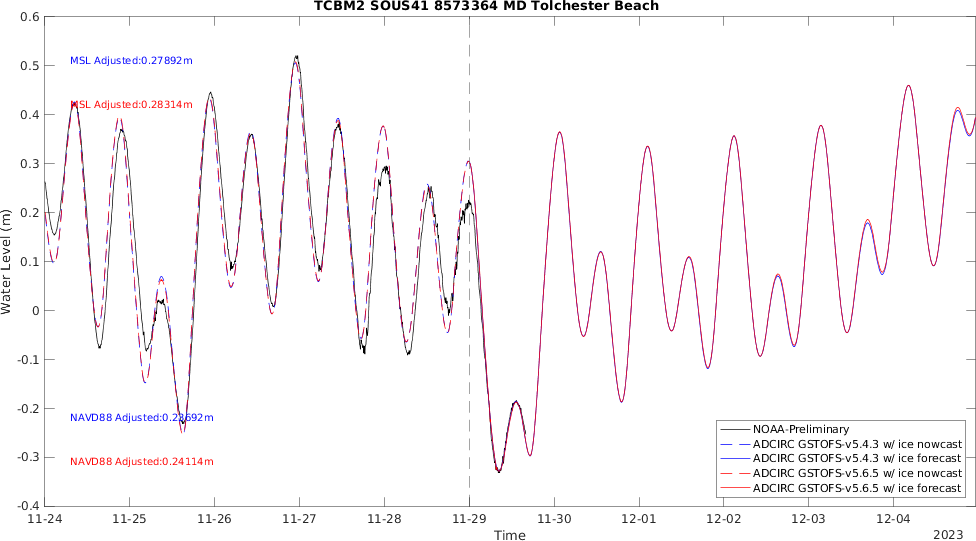 TCBM2 SOUS41 8573364 MD Tolchester Beach
Water Level (m)
0.6
0.5
0.4
0.3
0.2
0.1
0
-0.1
-0.2
-0.3
-0.4
MSL Adjusted:0.27892m
MSL Adjusted:0.28314m
NAVD88 Adjusted:0.23692m
NAVD88 Adjusted:0.24114m
NOAA-Preliminary
ADCIRC GSTOFS-v5.4.3 w/ ice nowcast
ADCIRC GSTOFS-v5.4.3 w/ ice forecast
ADCIRC GSTOFS-v5.6.5 w/ ice nowcast
ADCIRC GSTOFS-v5.6.5 w/ ice forecast
11-24 11-25 11-26 11-27 11-28 11-29 11-30 12-01 12-02 12-03 12-04
Time
2023